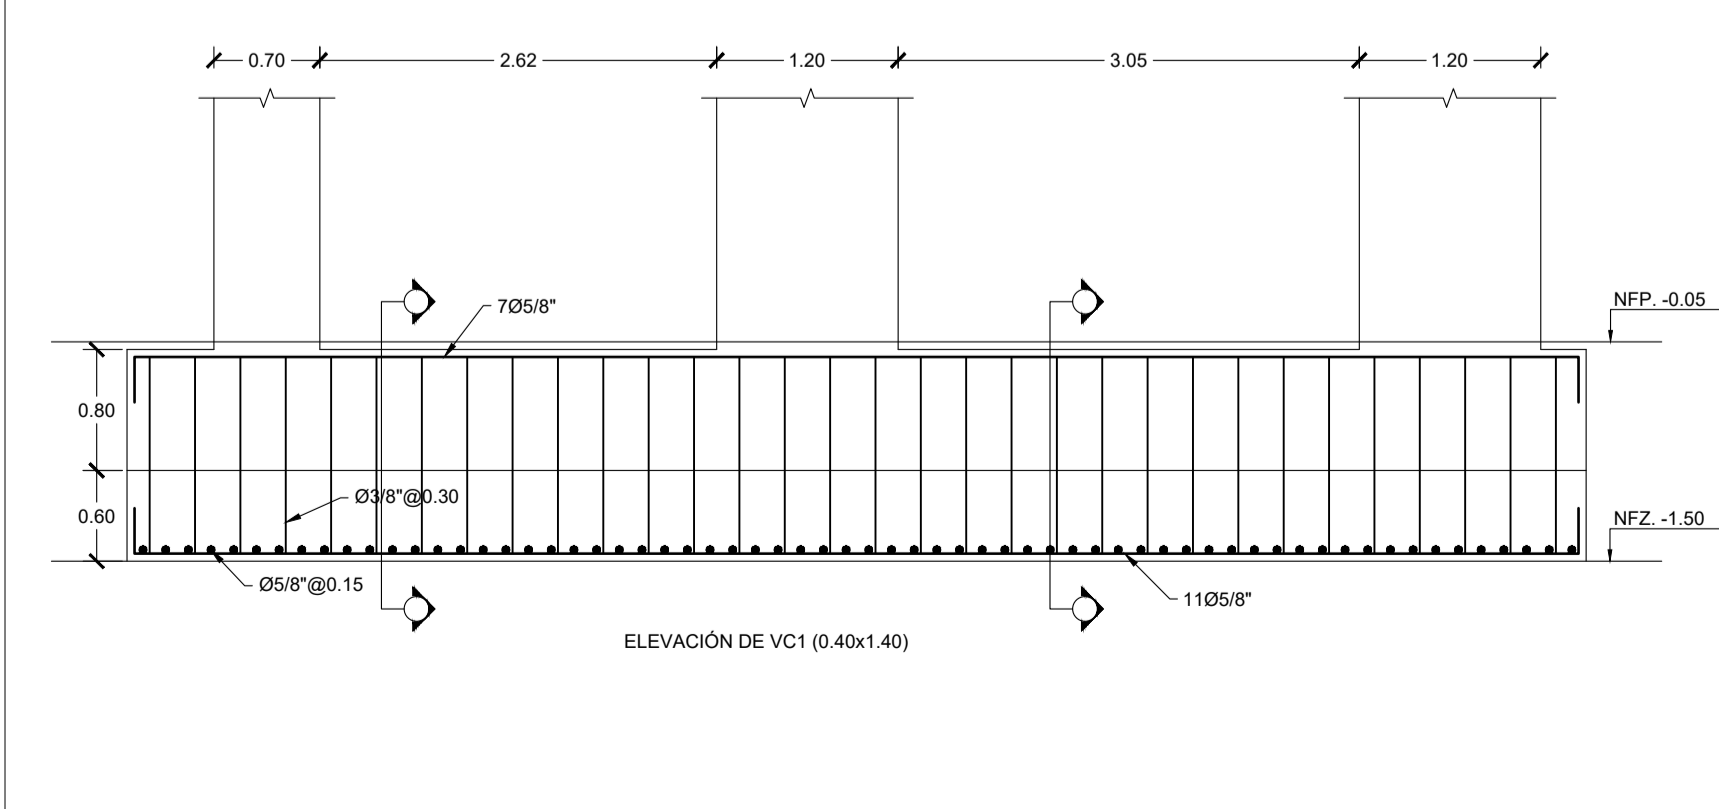 0.70 2.62 1.20 3.05 1.20
NFP. -0.05
7Ø5/8"
0.80
Ø3/8"@0.30
0.60
NFZ. -1.50
Ø5/8"@0.15
11Ø5/8"
ELEVACIÓN DE VC1 (0.40x1.40)